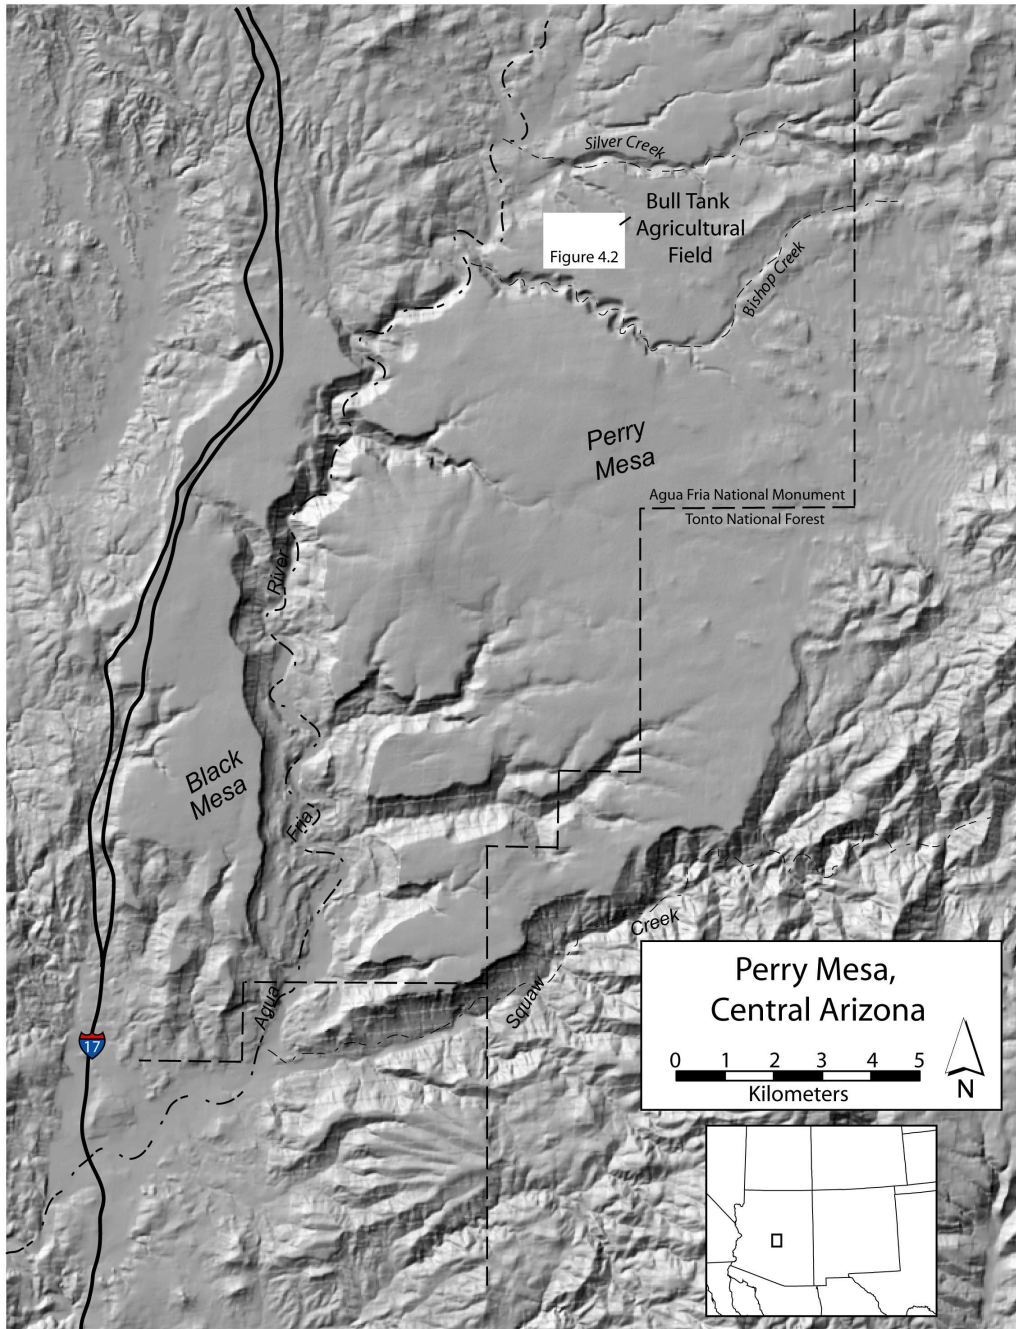 Silver Creek
Bull Tank
Agricultural
Field
Figure 4.2
Bishop Creek
Perry
Mesa
Agua Fria National Monument
Tonto National Forest
River
Black
Mesa
Fria
Creek
Squaw
Agua
17
Perry Mesa,
Central Arizona
0 1 2 3 4 5
Kilometers
N